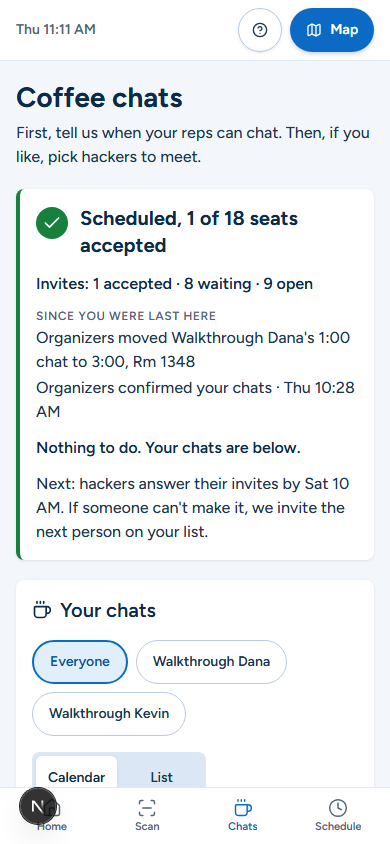 Thu 11:11 AM
Map
Coffee chats
First, tell us when your reps can chat. Then, if you
like, pick hackers to meet.
Scheduled, 1 of 18 seats
accepted
Invites: 1 accepted · 8 waiting · 9 open
SINCE YOU WERE LAST HERE
Organizers moved Walkthrough Dana's 1:00
chat to 3:00, Rm 1348
Organizers confirmed your chats · Thu 10:28
AM
Nothing to do. Your chats are below.
Next: hackers answer their invites by Sat 10
AM. If someone can't make it, we invite the
next person on your list.
Your chats
Everyone
Walkthrough Dana
Walkthrough Kevin
Calendar
List
N
Home
Scan
Chats
Schedule